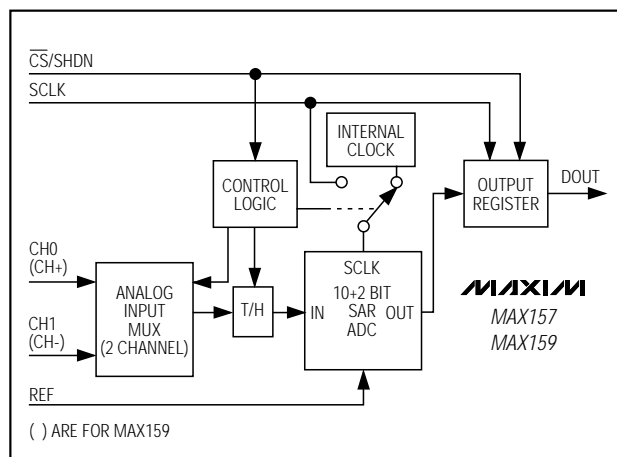 CS/SHDN
SCLK
INTERNAL
CLOCK
CONTROL
LOGIC
OUTPUT
REGISTER
DOUT
CH0
(CH+)
CH1
(CH-)
ANALOG
INPUT
MUX
(2 CHANNEL)
T/H
SCLK
IN
10+2 BIT
SAR
ADC
OUT
MAXIM
MAX157
MAX159
REF
( ) ARE FOR MAX159